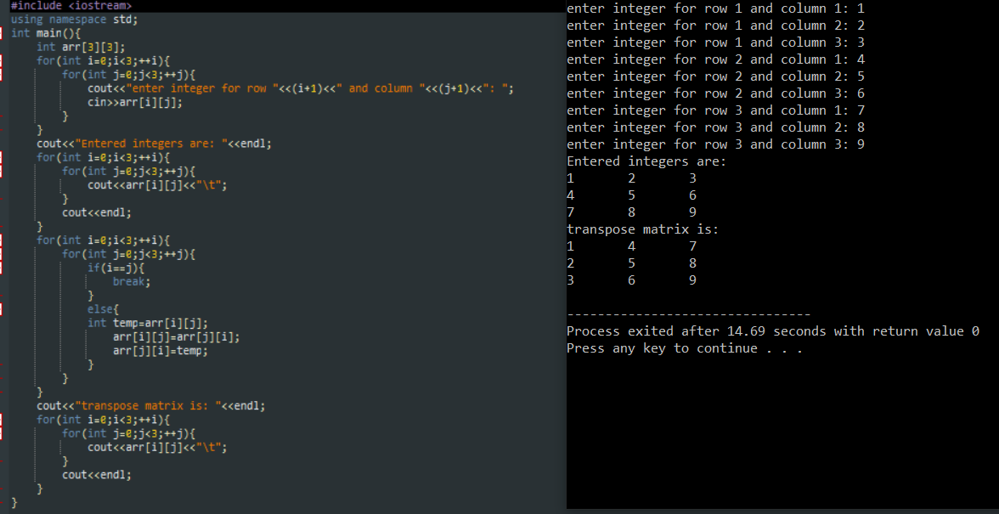 #include <iostream>
using namespace std;
int main(){
    int arr[3][3];
    for(int i=0;i<3;++i){
        for(int j=0;j<3;++j){
            cout<<"enter integer for row "<<(i+1)<<" and column "<<(j+1)<<": ";
            cin>>arr[i][j];
        }
    }
    cout<<"Entered integers are: "<<endl;
    for(int i=0;i<3;++i){
        for(int j=0;j<3;++j){
            cout<<arr[i][j]<<"\t";
        }
        cout<<endl;
    }
    for(int i=0;i<3;++i){
        for(int j=0;j<3;++j){
            if(i==j){
                break;
            }
            else{
            int temp=arr[i][j];
                arr[i][j]=arr[j][i];
                arr[j][i]=temp;
            }
        }
    }
    cout<<"transpose matrix is: "<<endl;
    for(int i=0;i<3;++i){
        for(int j=0;j<3;++j){
            cout<<arr[i][j]<<"\t";
        }
        cout<<endl;
    }
}
enter integer for row 1 and column 1: 1
enter integer for row 1 and column 2: 2
enter integer for row 1 and column 3: 3
enter integer for row 2 and column 1: 4
enter integer for row 2 and column 2: 5
enter integer for row 2 and column 3: 6
enter integer for row 3 and column 1: 7
enter integer for row 3 and column 2: 8
enter integer for row 3 and column 3: 9
Entered integers are:
1       2       3
4       5       6
7       8       9
transpose matrix is:
1       4       7
2       5       8
3       6       9
--------------------------------
Process exited after 14.69 seconds with return value 0
Press any key to continue . . .